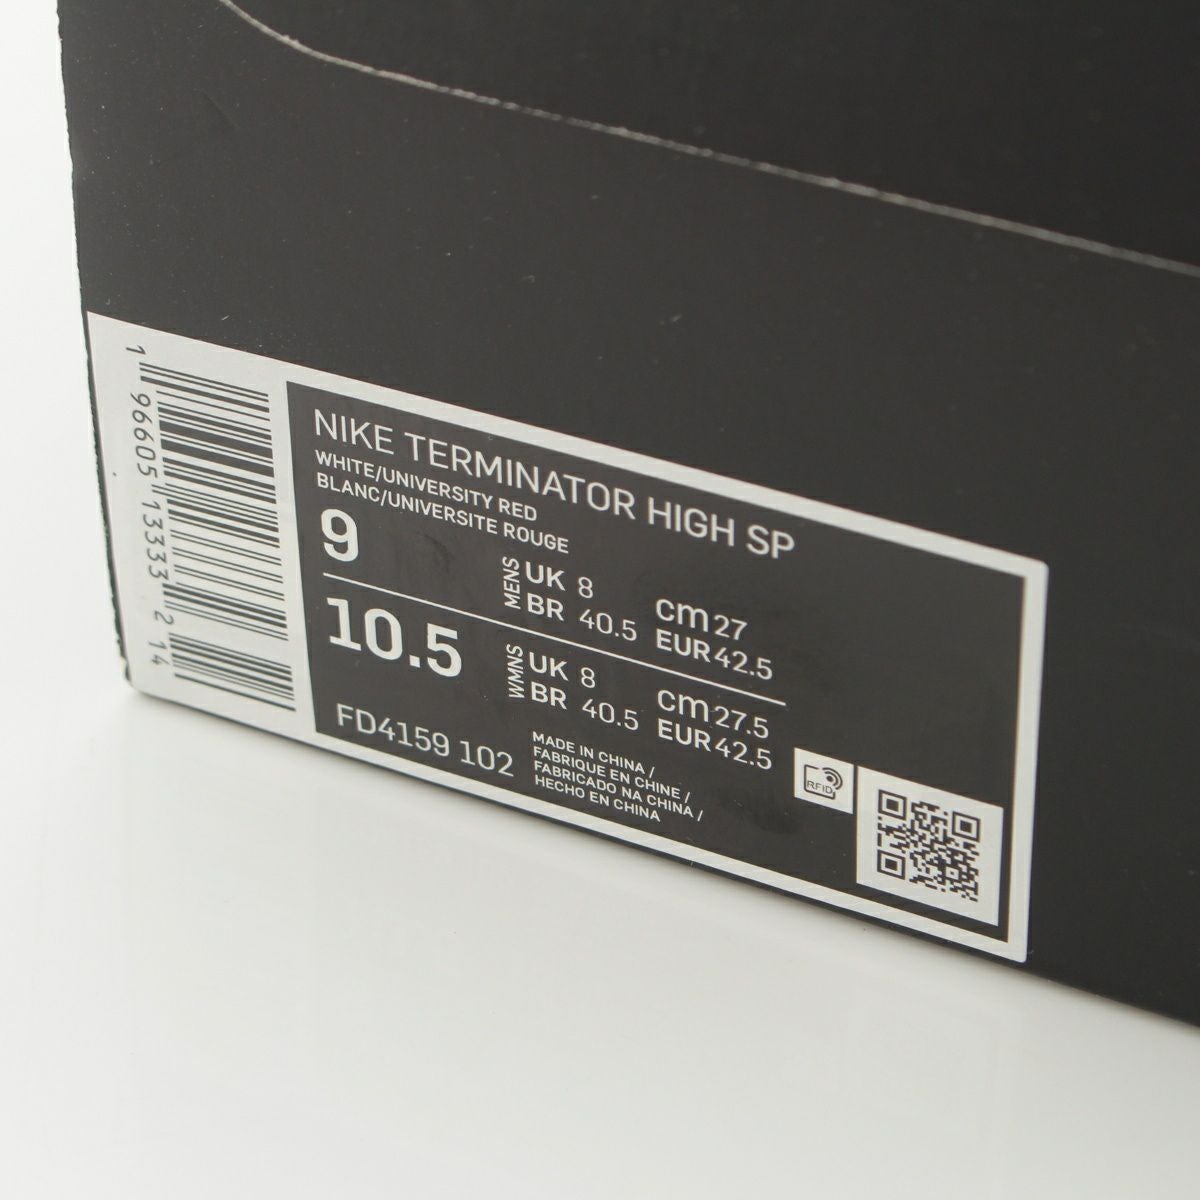 NIKE TERMINATOR HIGH SP
WHITE/UNIVERSITY RED
BLANC/UNIVERSITE ROUGE
9
MENS
UK 8
BR 40.5
cm 27
EUR 42.5
10.5
WMNS
UK 8
BR 40.5
cm 27.5
EUR 42.5
FD4159 102
MADE IN CHINA /
FABRIQUE EN CHINE /
FABRICADO NA CHINA /
HECHO EN CHINA
RFID
1 96605 13332 14